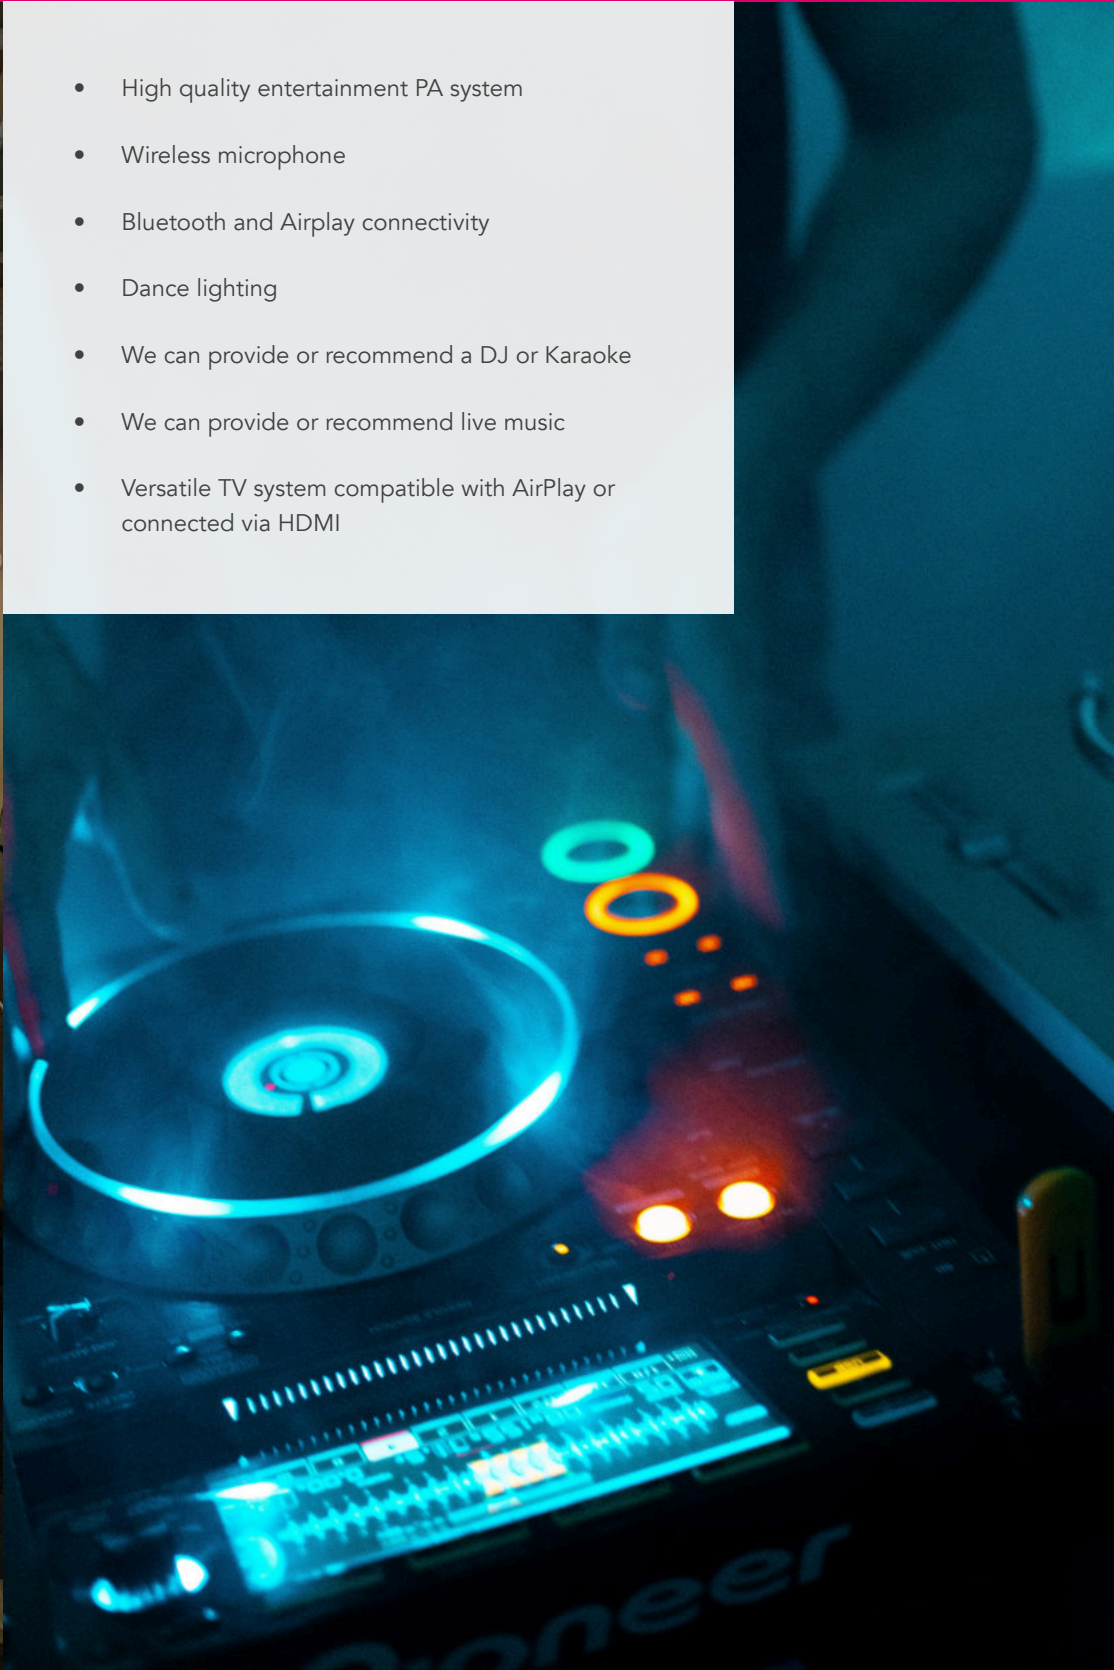 • High quality entertainment PA system
• Wireless microphone
• Bluetooth and Airplay connectivity
• Dance lighting
• We can provide or recommend a DJ or Karaoke
• We can provide or recommend live music
• Versatile TV system compatible with AirPlay or
connected via HDMI
Pioneer